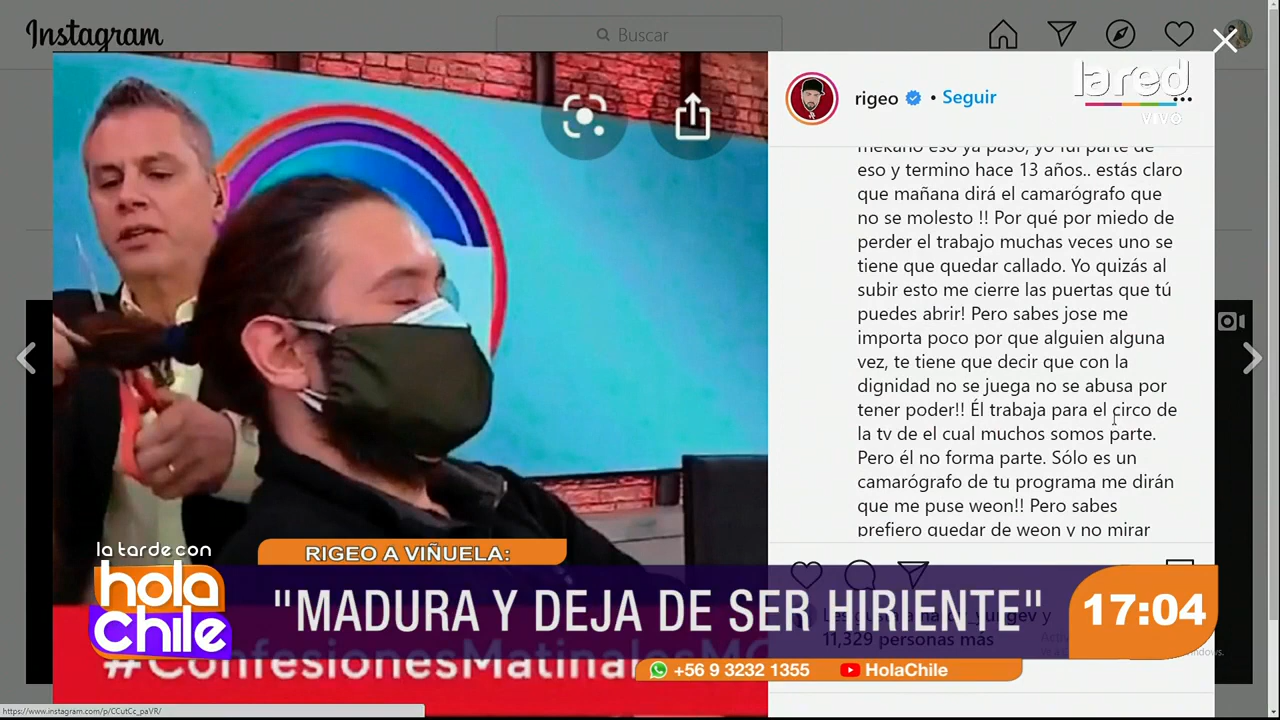 Instagram
Buscar
lared
VIVO
rigeo • Seguir
mekano eso ya paso, yo fui parte de
eso y termino hace 13 años.. estás claro
que mañana dirá el camarógrafo que
no se molesto !! Por qué por miedo de
perder el trabajo muchas veces uno se
tiene que quedar callado. Yo quizás al
subir esto me cierre las puertas que tú
puedes abrir! Pero sabes jose me
importa poco por que alguien alguna
vez, te tiene que decir que con la
dignidad no se juega no se abusa por
tener poder!! Él trabaja para el circo de
la tv de el cual muchos somos parte.
Pero él no forma parte. Sólo es un
camarógrafo de tu programa me dirán
que me puse weon!! Pero sabes
prefiero quedar de weon y no mirar
la tarde con
hola
chile
RIGEO A VIÑUELA:
"MADURA Y DEJA DE SER HIRIENTE"
17:04
11,329 personas más
#ConfesionesMatinales
+56 9 3232 1355
HolaChile
https://www.instagram.com/p/CCutCc_paVR/